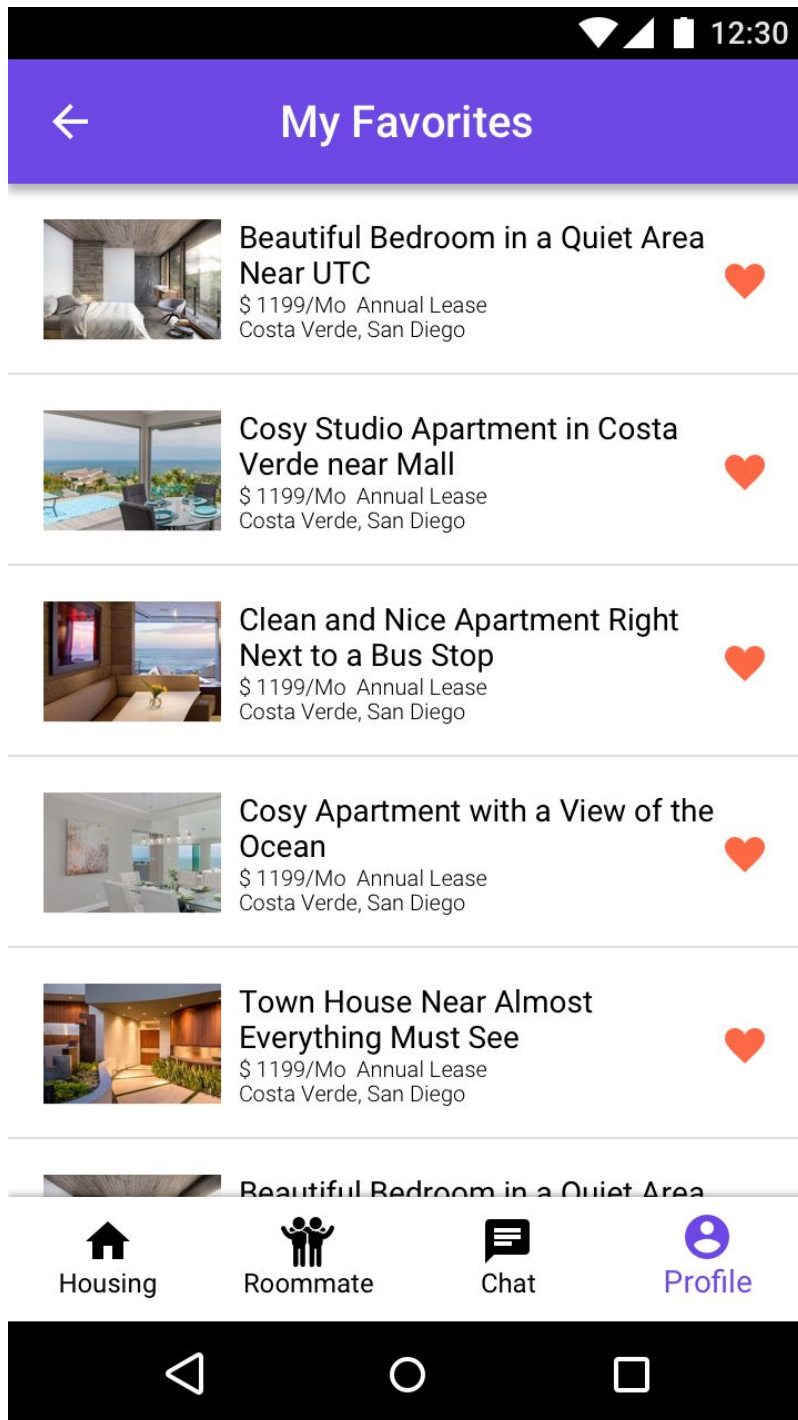 12:30
My Favorites
Beautiful Bedroom in a Quiet Area
Near UTC
$ 1199/Mo  Annual Lease
Costa Verde, San Diego
Cosy Studio Apartment in Costa
Verde near Mall
$ 1199/Mo  Annual Lease
Costa Verde, San Diego
Clean and Nice Apartment Right
Next to a Bus Stop
$ 1199/Mo  Annual Lease
Costa Verde, San Diego
Cosy Apartment with a View of the
Ocean
$ 1199/Mo  Annual Lease
Costa Verde, San Diego
Town House Near Almost
Everything Must See
$ 1199/Mo  Annual Lease
Costa Verde, San Diego
Beautiful Bedroom in a Quiet Area
Housing
Roommate
Chat
Profile